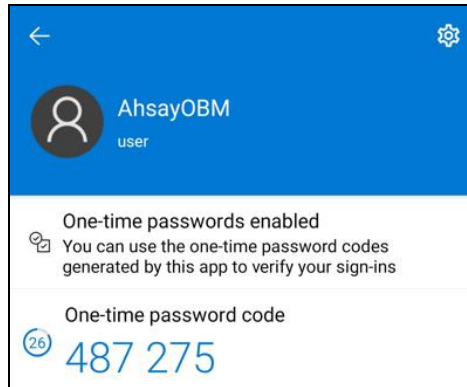 AhsayOBM
user
One-time passwords enabled
You can use the one-time password codes
generated by this app to verify your sign-ins
One-time password code
26
487 275